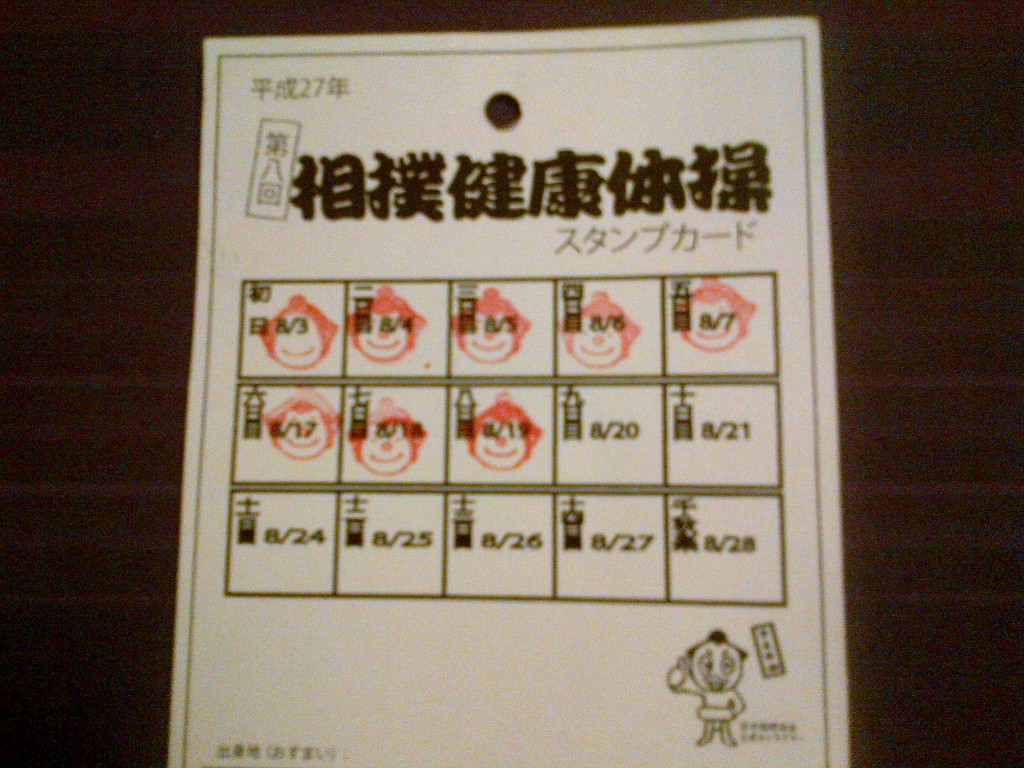 平成27年
第八回
相撲健康体操
スタンプカード
初日 8/3
二日目 8/4
三日目 8/5
四日目 8/6
五日目 8/7
六日目 8/17
七日目 8/18
八日目 8/19
九日目 8/20
十日目 8/21
十一日目 8/24
十二日目 8/25
十三日目 8/26
十四日目 8/27
千秋楽 8/28
出身地(おすまい)